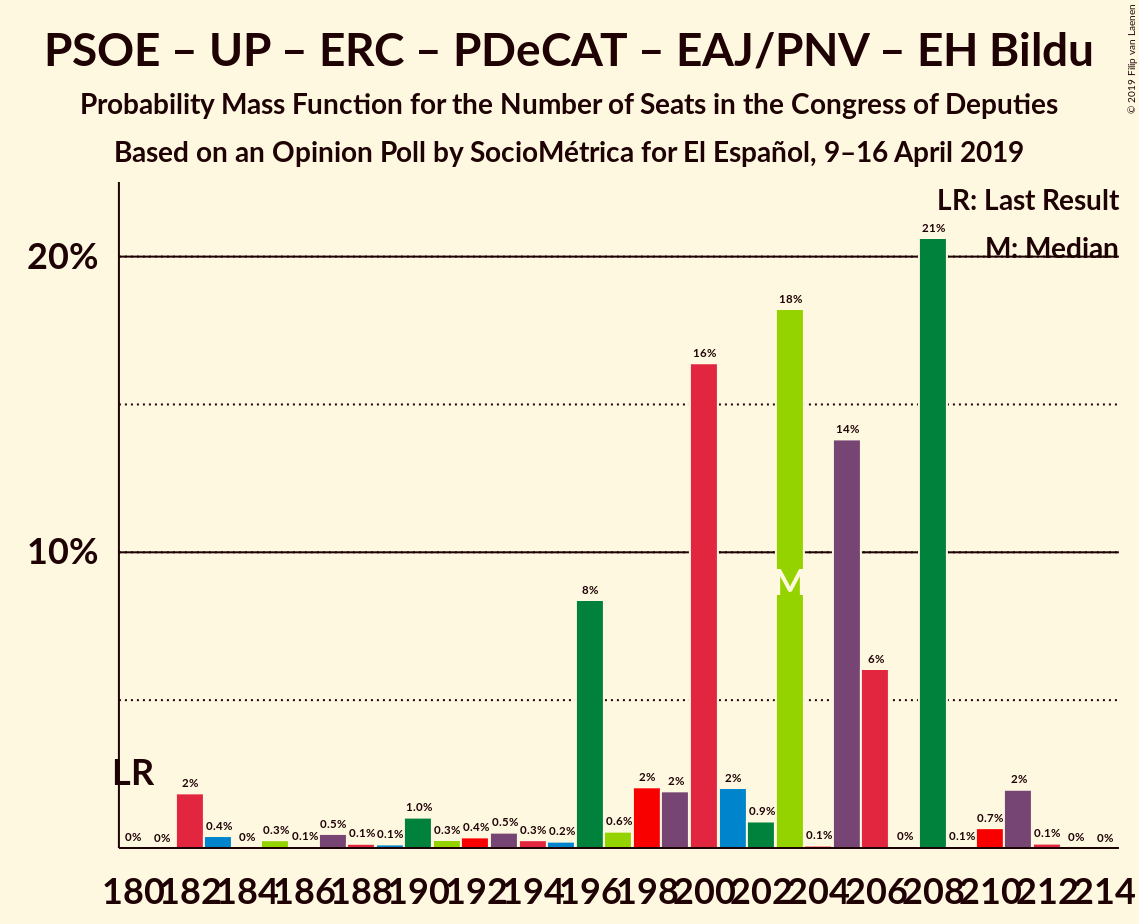 PSOE – UP – ERC – PDeCAT – EAJ/PNV – EH Bildu
Probability Mass Function for the Number of Seats in the Congress of Deputies
Based on an Opinion Poll by SocioMétrica for El Español, 9–16 April 2019
© 2019 Filip van Laenen
LR: Last Result
M: Median
20%
10%
LR
M
0% 0% 2% 0.4% 0% 0.3% 0.1% 0.5% 0.1% 0.1% 1.0% 0.3% 0.4% 0.5% 0.3% 0.2% 8% 0.6% 2% 2% 16% 2% 0.9% 18% 0.1% 14% 6% 0% 21% 0.1% 0.7% 2% 0.1% 0% 0%
180 182 184 186 188 190 192 194 196 198 200 202 204 206 208 210 212 214